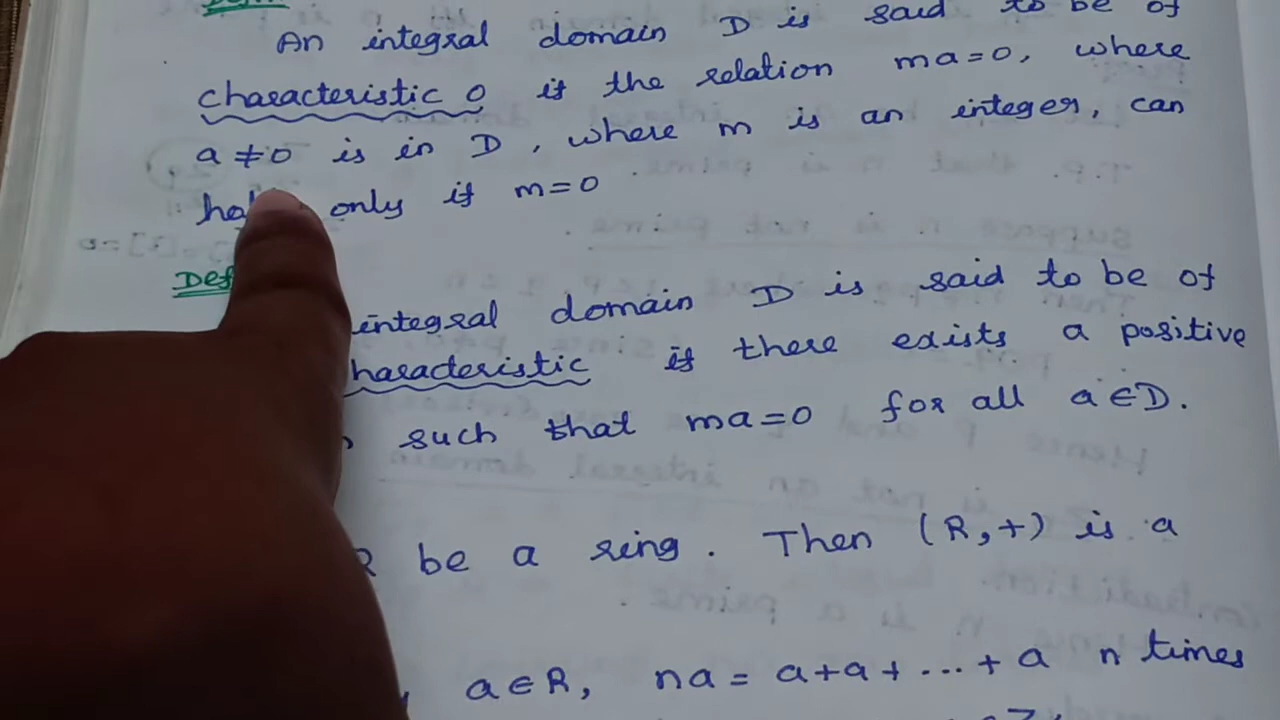 An integral domain D is said to be of
characteristic 0 if the relation ma=0, where
a ≠ 0 is in D, where m is an integer, can
only if m=0
integral domain D is said to be of
haracteristic if there exists a positive
such that ma=0 for all a∈D.
R be a ring. Then (R,+) is a
a∈R, na = a+a+...+a n times